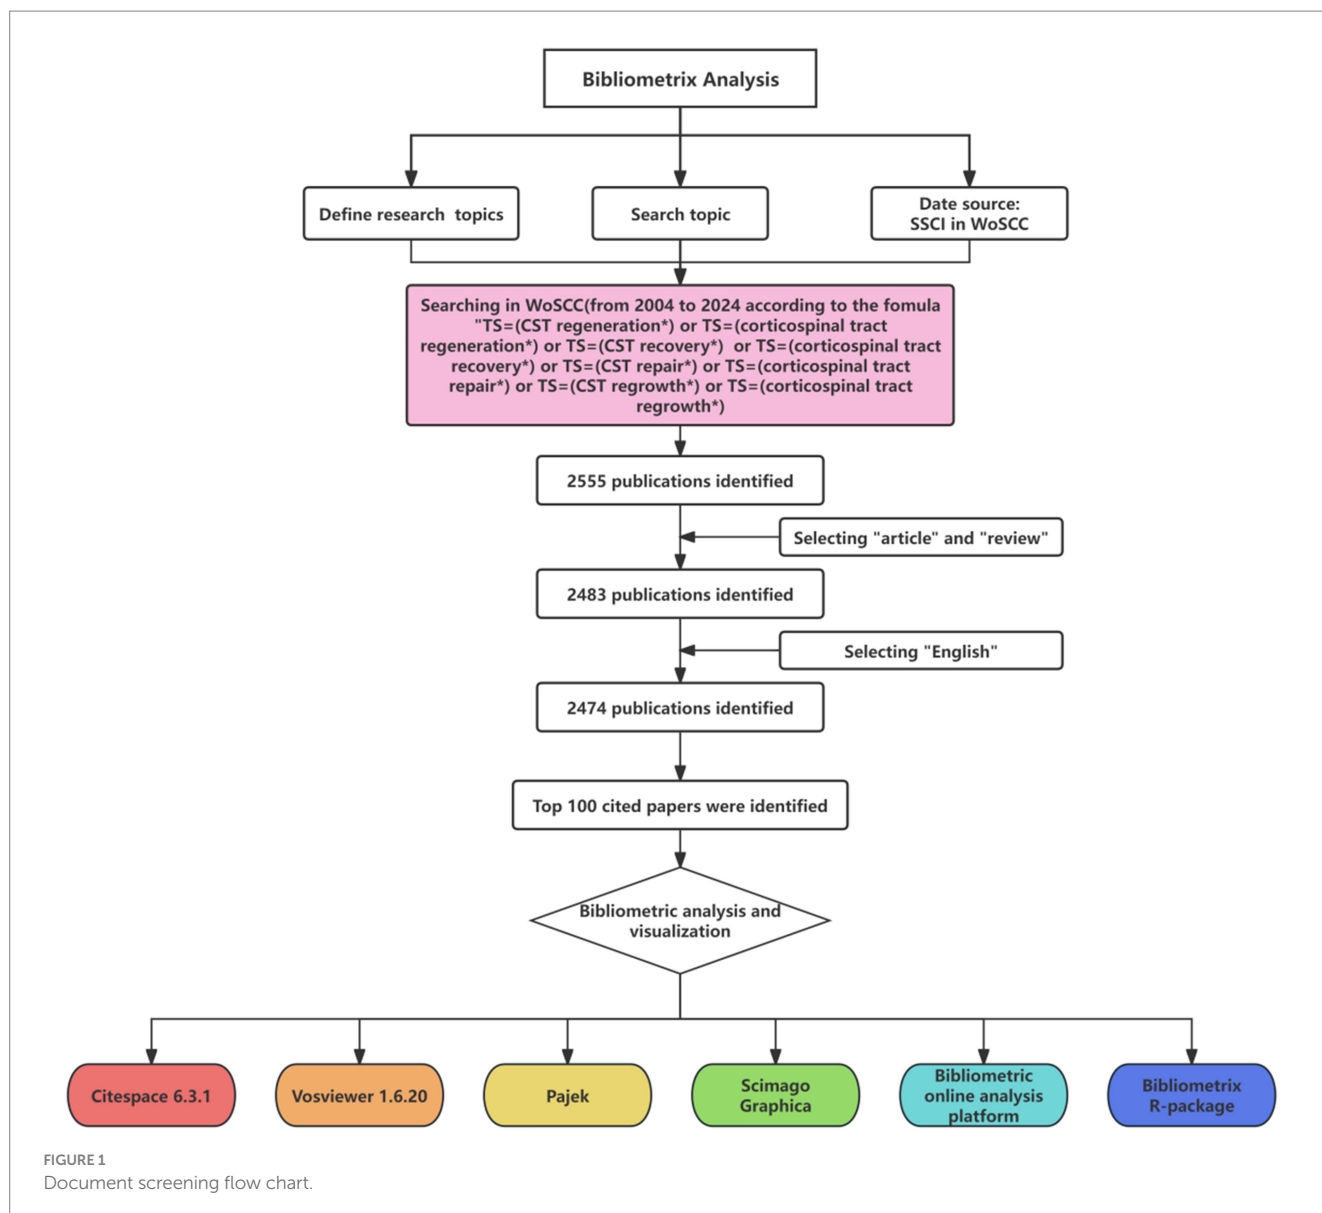 Bibliometrix Analysis
Define research topics
Search topic
Date source:
SSCI in WoSCC
Searching in WoSCC(from 2004 to 2024 according to the fomula
"TS=(CST regeneration*) or TS=(corticospinal tract
regeneration*) or TS=(CST recovery*) or TS=(corticospinal tract
recovery*) or TS=(CST repair*) or TS=(corticospinal tract
repair*) or TS=(CST regrowth*) or TS=(corticospinal tract
regrowth*)
2555 publications identified
Selecting "article" and "review"
2483 publications identified
Selecting "English"
2474 publications identified
Top 100 cited papers were identified
Bibliometric analysis and
visualization
Citespace 6.3.1
Vosviewer 1.6.20
Pajek
Scimago
Graphica
Bibliometric
online analysis
platform
Bibliometrix
R-package
FIGURE 1
Document screening flow chart.